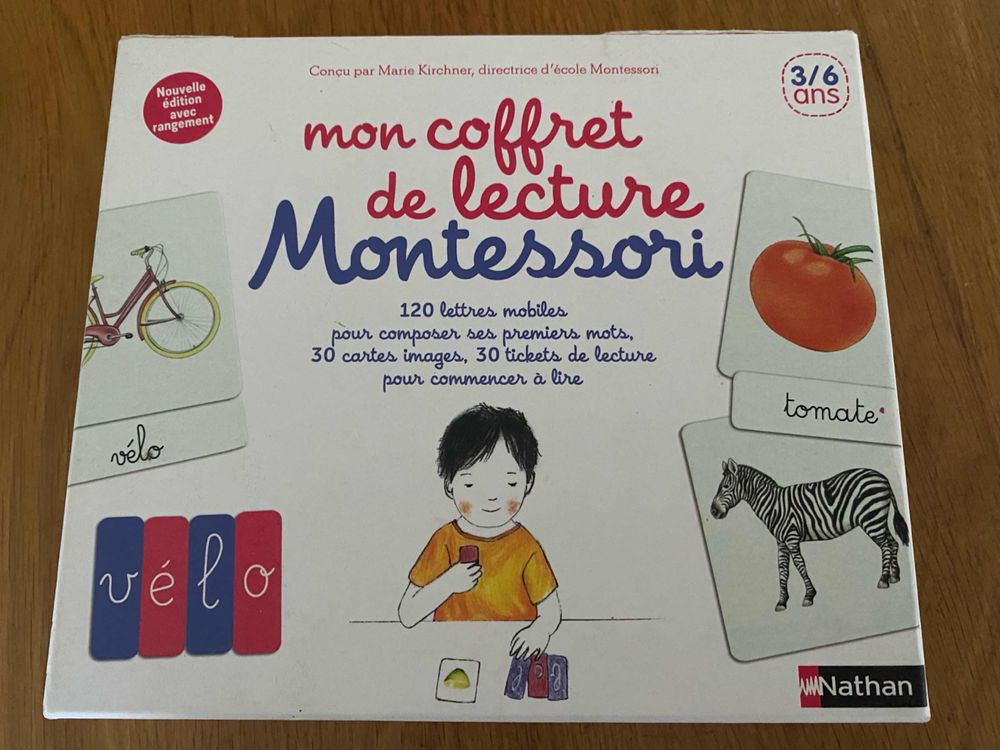 Conçu par Marie Kirchner, directrice d'école Montessori
Nouvelle
édition
avec
rangement
3/6
ans
mon coffret
de lecture
Montessori
120 lettres mobiles
pour composer ses premiers mots,
30 cartes images, 30 tickets de lecture
pour commencer à lire
vélo
tomate
vélo
Nathan